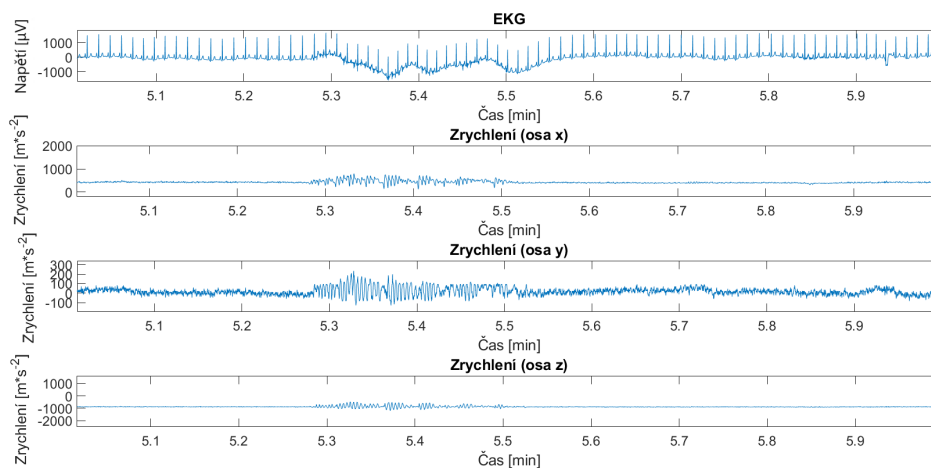 EKG
Napětí [µV]
1000
0
-1000
5.1 5.2 5.3 5.4 5.5 5.6 5.7 5.8 5.9
Čas [min]
Zrychlení (osa x)
Zrychlení [m*s⁻²]
2000
1000
0
5.1 5.2 5.3 5.4 5.5 5.6 5.7 5.8 5.9
Čas [min]
Zrychlení (osa y)
Zrychlení [m*s⁻²]
300
200
100
0
-100
5.1 5.2 5.3 5.4 5.5 5.6 5.7 5.8 5.9
Čas [min]
Zrychlení (osa z)
Zrychlení [m*s⁻²]
1000
0
-1000
-2000
5.1 5.2 5.3 5.4 5.5 5.6 5.7 5.8 5.9
Čas [min]